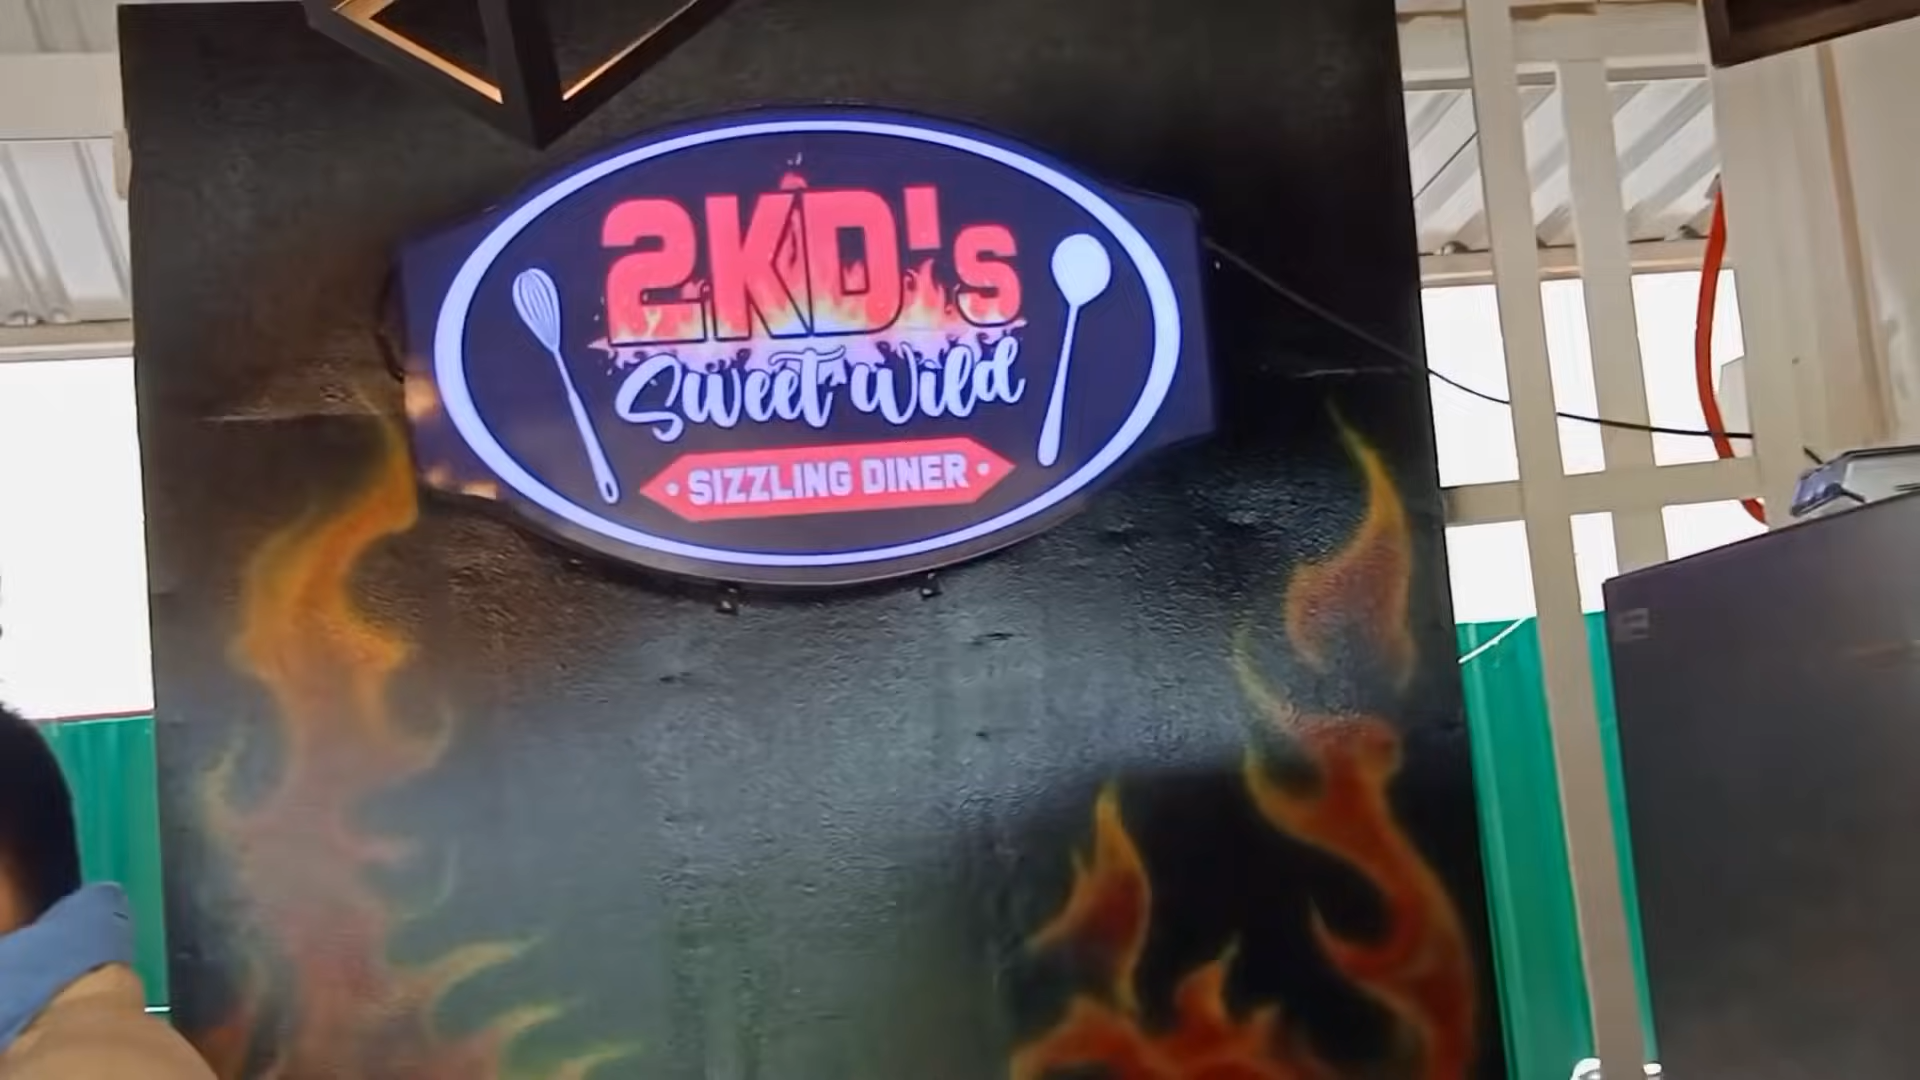 2KD's
Sweet Wild
• SIZZLING DINER •